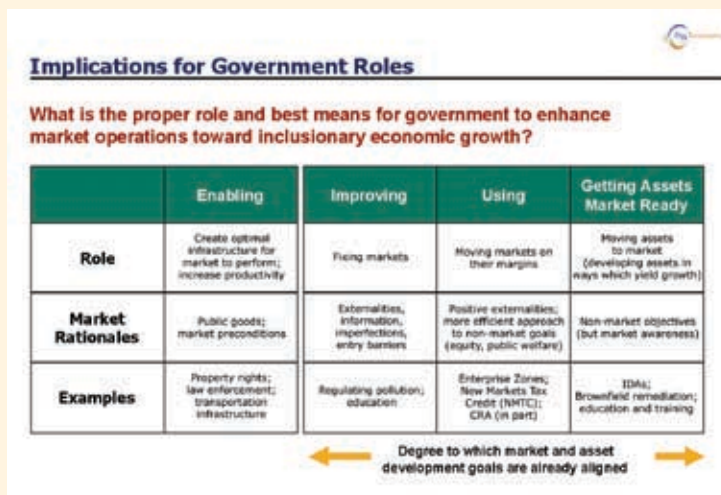 Implications for Government Roles
What is the proper role and best means for government to enhance
market operations toward inclusionary economic growth?
Enabling
Improving
Using
Getting Assets
Market Ready
Role
Create optimal
infrastructure for
market to perform;
increase productivity
Fixing markets
Moving markets on
their margins
Moving assets
to market
(developing assets in
ways which yield growth)
Market
Rationales
Public goods;
market preconditions
Externalities,
information,
imperfections,
entry barriers
Positive externalities;
more efficient approach
to non-market goals
(equity, public welfare)
Non-market objectives
(but market awareness)
Examples
Property rights;
law enforcement;
transportation
infrastructure
Regulating pollution;
education
Enterprise Zones;
New Markets Tax
Credit (NMTC);
CRA (in part)
IDAs;
Brownfield remediation;
education and training
Degree to which market and asset
development goals are already aligned